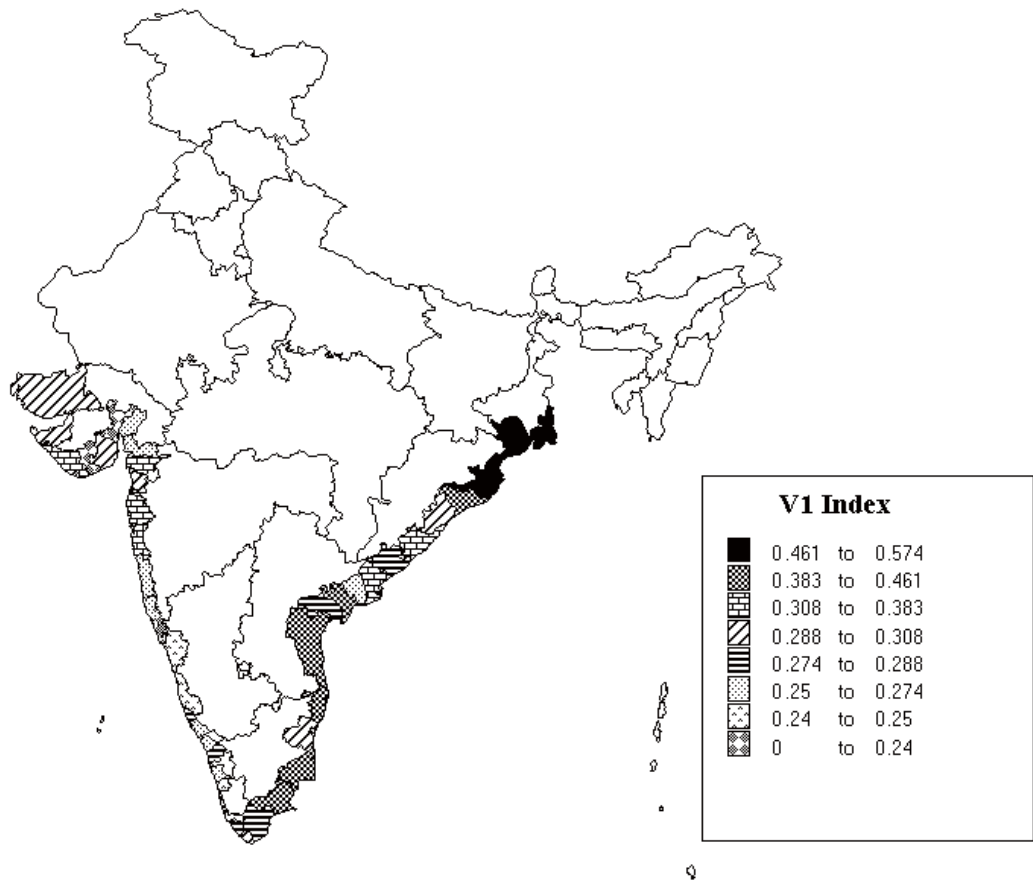 V1 Index
0.461 to 0.574
0.383 to 0.461
0.308 to 0.383
0.288 to 0.308
0.274 to 0.288
0.25 to 0.274
0.24 to 0.25
0 to 0.24